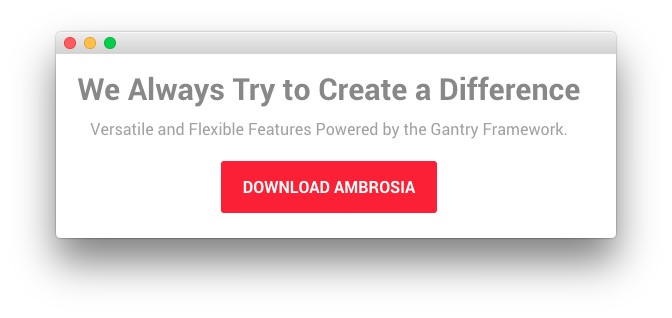 We Always Try to Create a Difference
Versatile and Flexible Features Powered by the Gantry Framework.
DOWNLOAD AMBROSIA